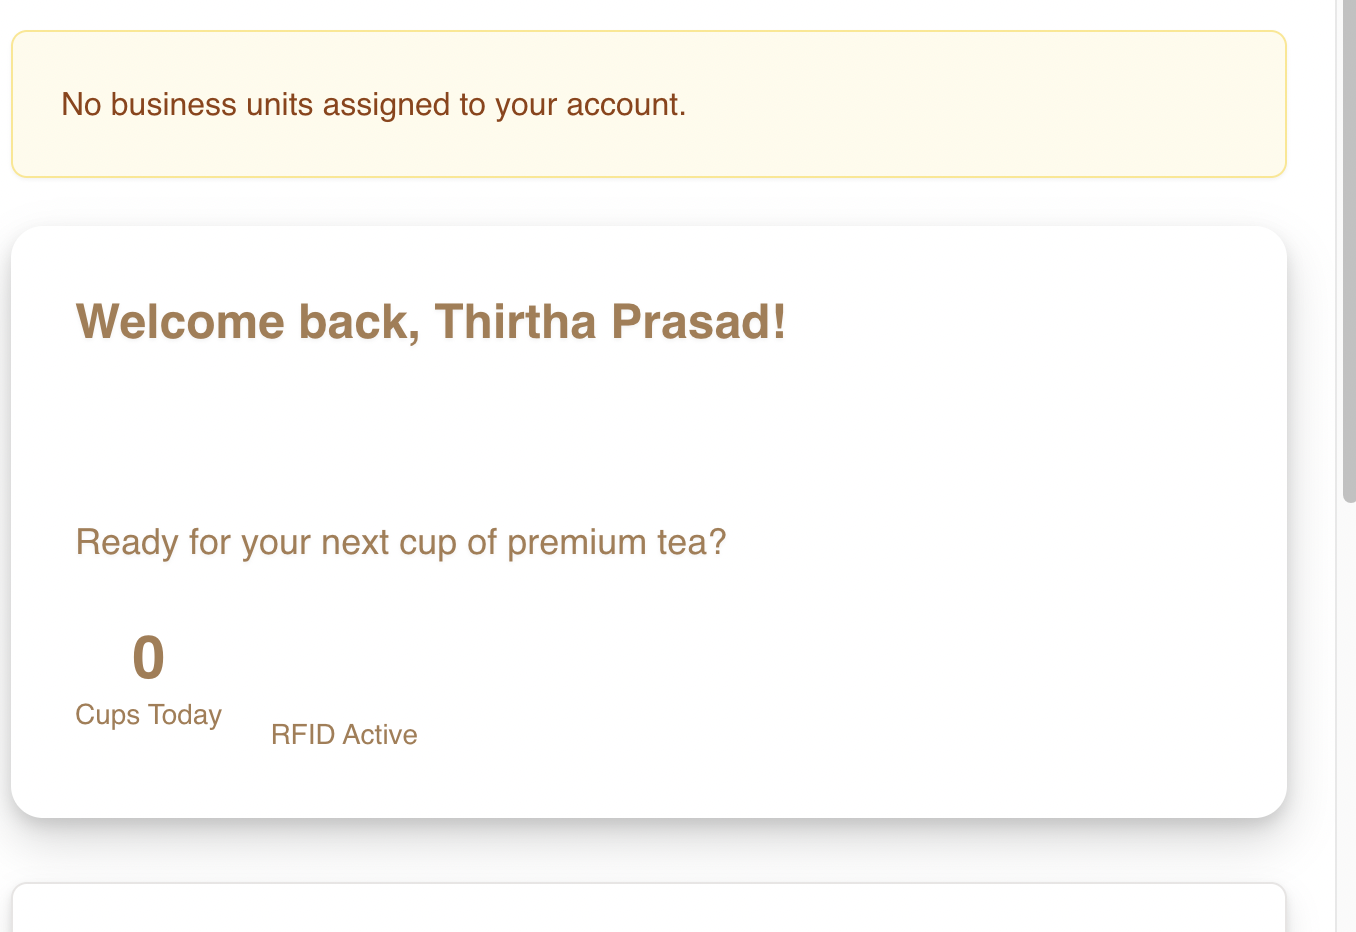 No business units assigned to your account.
Welcome back, Thirtha Prasad!
Ready for your next cup of premium tea?
0
Cups Today
RFID Active